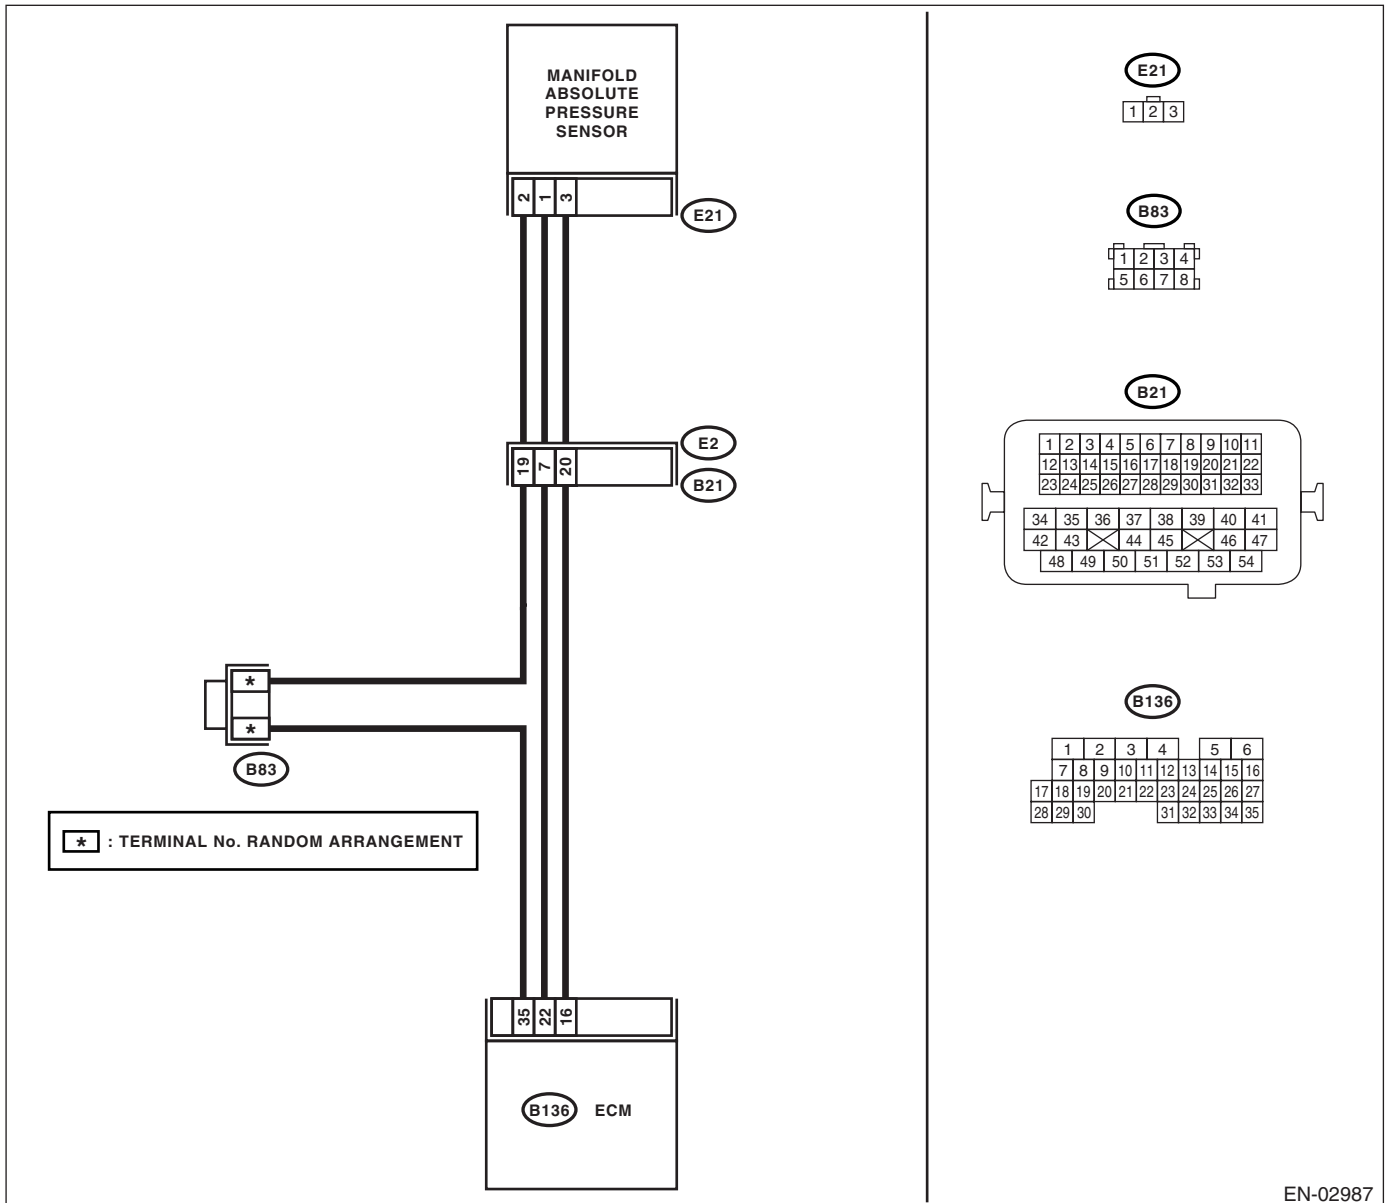 MANIFOLD
ABSOLUTE
PRESSURE
SENSOR
2 1 3
E21
E2
19 7 20
B21
*
*
B83
* : TERMINAL No. RANDOM ARRANGEMENT
35 22 16
B136 ECM
E21
1 2 3
B83
1 2 3 4
5 6 7 8
B21
1 2 3 4 5 6 7 8 9 10 11
12 13 14 15 16 17 18 19 20 21 22
23 24 25 26 27 28 29 30 31 32 33
34 35 36 37 38 39 40 41
42 43 44 45 46 47
48 49 50 51 52 53 54
B136
1 2 3 4 5 6
7 8 9 10 11 12 13 14 15 16
17 18 19 20 21 22 23 24 25 26 27
28 29 30 31 32 33 34 35
EN-02987